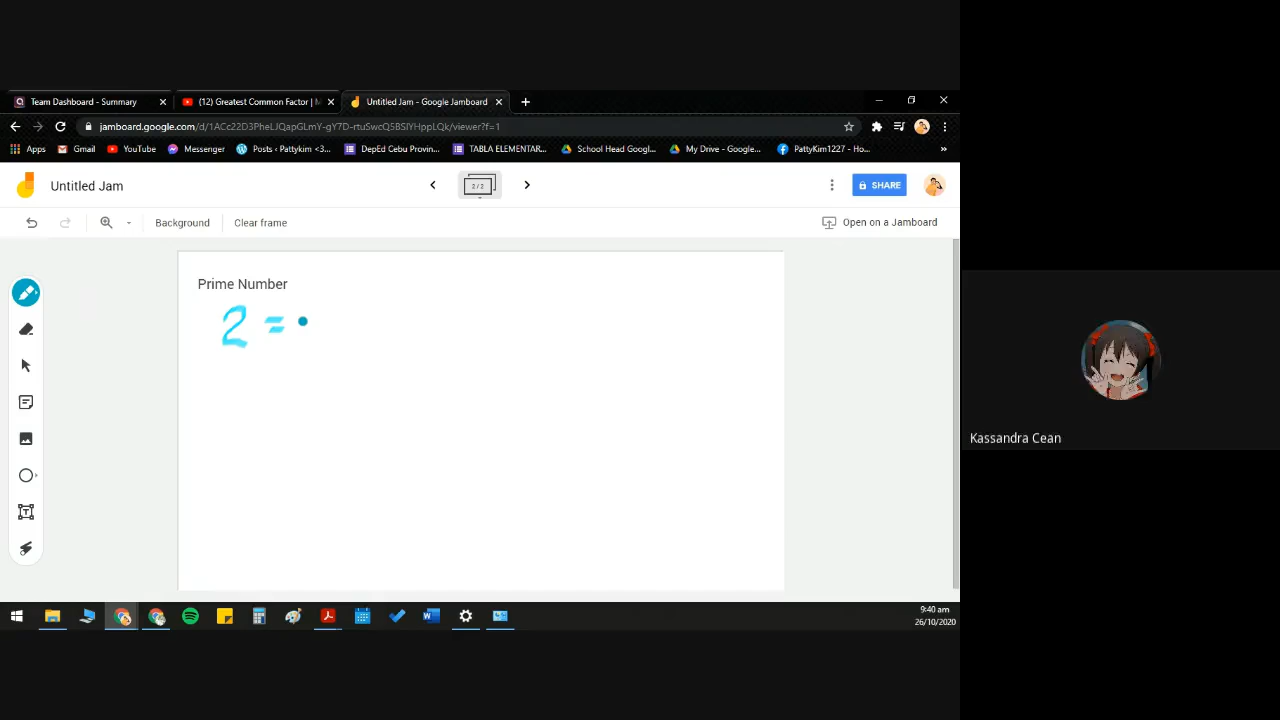 Team Dashboard - Summary
(12) Greatest Common Factor | M
Untitled Jam - Google Jamboard
jamboard.google.com/d/1ACc22D3PheLJQapGLmY-gY7D-rtuSwcQ5BSlYHppLQk/viewer?f=1
Apps Gmail YouTube Messenger Posts ‹ Pattykim <3... DepEd Cebu Provin... TABLA ELEMENTAR... School Head Googl... My Drive - Google... PattyKim1227 - Ho... »
Untitled Jam
2 / 2
SHARE
Background Clear frame
Open on a Jamboard
Prime Number
2 =
Kassandra Cean
9:40 am
26/10/2020